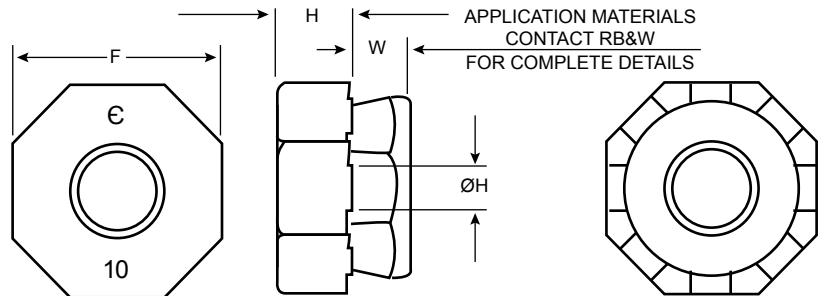 H
APPLICATION MATERIALS
W
CONTACT RB&W
FOR COMPLETE DETAILS
F
Є
ØH
10